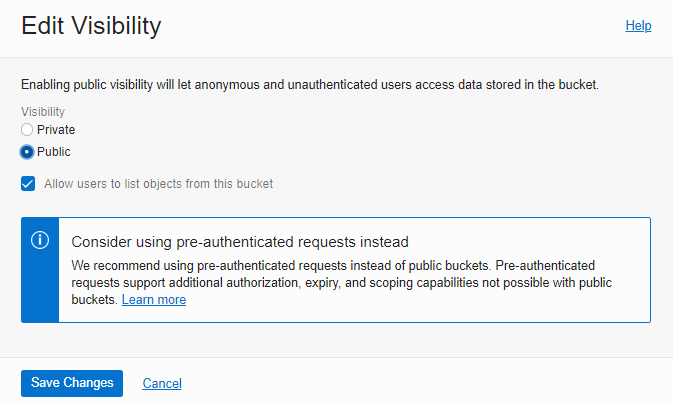 Edit Visibility
Help
Enabling public visibility will let anonymous and unauthenticated users access data stored in the bucket.
Visibility
Private
Public
Allow users to list objects from this bucket
Consider using pre-authenticated requests instead
We recommend using pre-authenticated requests instead of public buckets. Pre-authenticated
requests support additional authorization, expiry, and scoping capabilities not possible with public
buckets. Learn more
Save Changes
Cancel